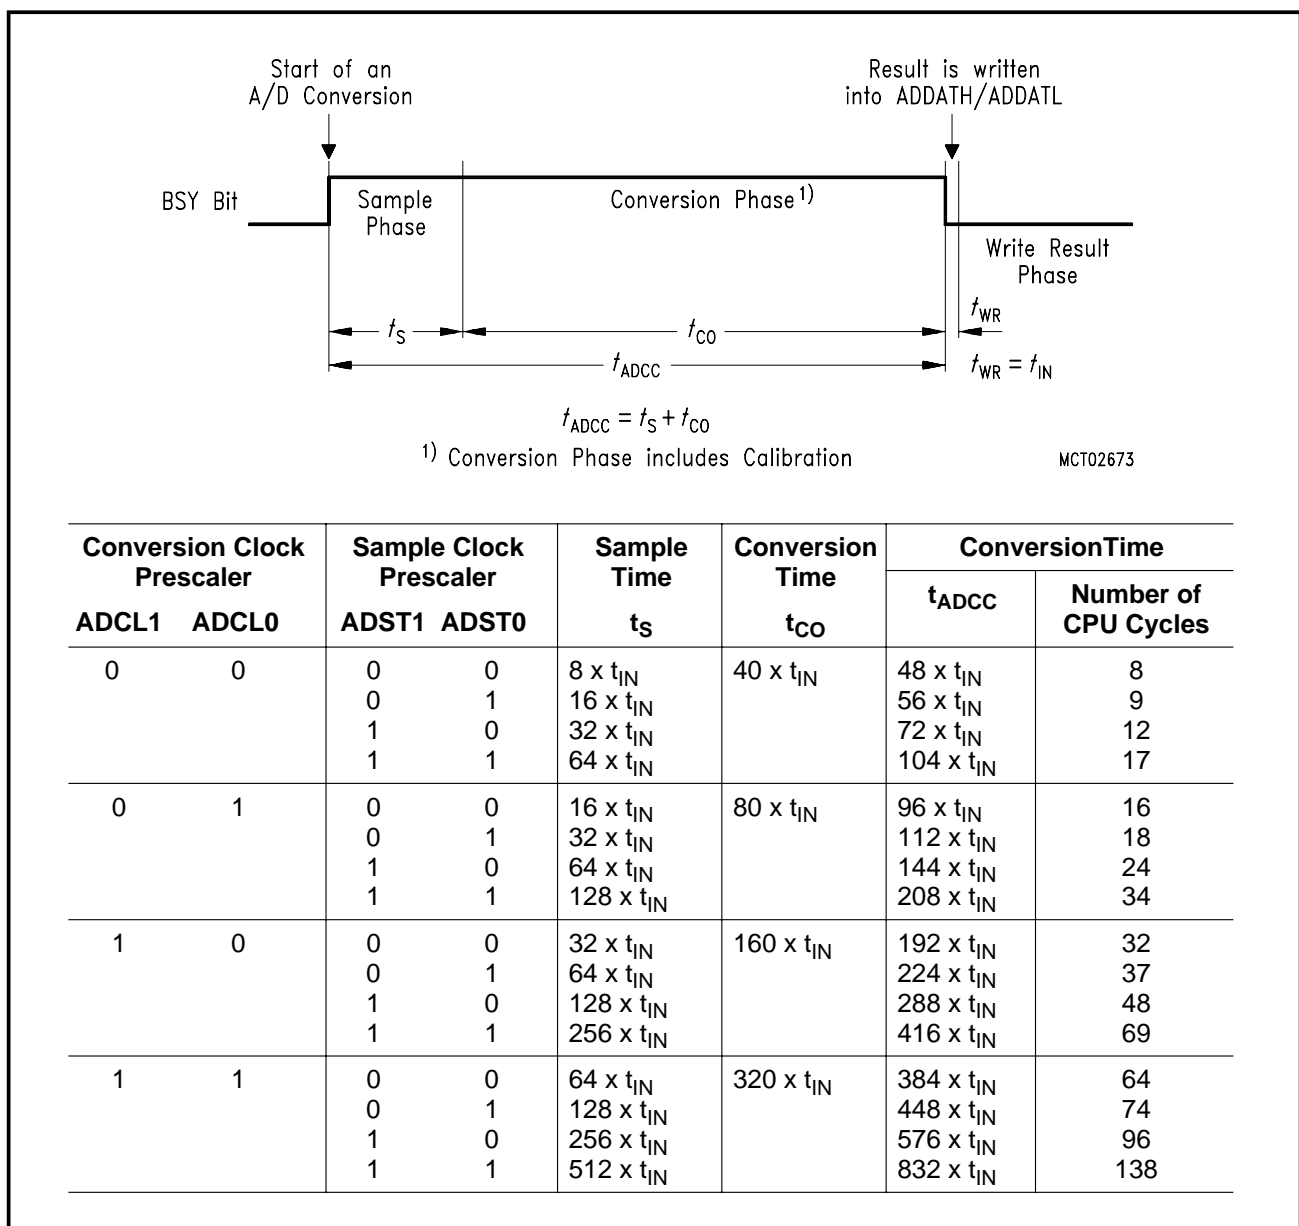 Start of an
A/D Conversion
Result is written
into ADDATH/ADDATL
BSY Bit
Sample
Phase
Conversion Phase 1)
Write Result
Phase
tS
tCO
tWR
tADCC
tWR = tIN
tADCC = tS + tCO
1) Conversion Phase includes Calibration
MCT02673
Conversion Clock Prescaler | Sample Clock Prescaler | Sample Time | Conversion Time | ConversionTime
ADCL1 ADCL0 | ADST1 ADST0 | tS | tCO | tADCC | Number of CPU Cycles
0 0 | 0 0 | 8 x tIN | 40 x tIN | 48 x tIN | 8
0 1 | 16 x tIN | 56 x tIN | 9
1 0 | 32 x tIN | 72 x tIN | 12
1 1 | 64 x tIN | 104 x tIN | 17
0 1 | 0 0 | 16 x tIN | 80 x tIN | 96 x tIN | 16
0 1 | 32 x tIN | 112 x tIN | 18
1 0 | 64 x tIN | 144 x tIN | 24
1 1 | 128 x tIN | 208 x tIN | 34
1 0 | 0 0 | 32 x tIN | 160 x tIN | 192 x tIN | 32
0 1 | 64 x tIN | 224 x tIN | 37
1 0 | 128 x tIN | 288 x tIN | 48
1 1 | 256 x tIN | 416 x tIN | 69
1 1 | 0 0 | 64 x tIN | 320 x tIN | 384 x tIN | 64
0 1 | 128 x tIN | 448 x tIN | 74
1 0 | 256 x tIN | 576 x tIN | 96
1 1 | 512 x tIN | 832 x tIN | 138